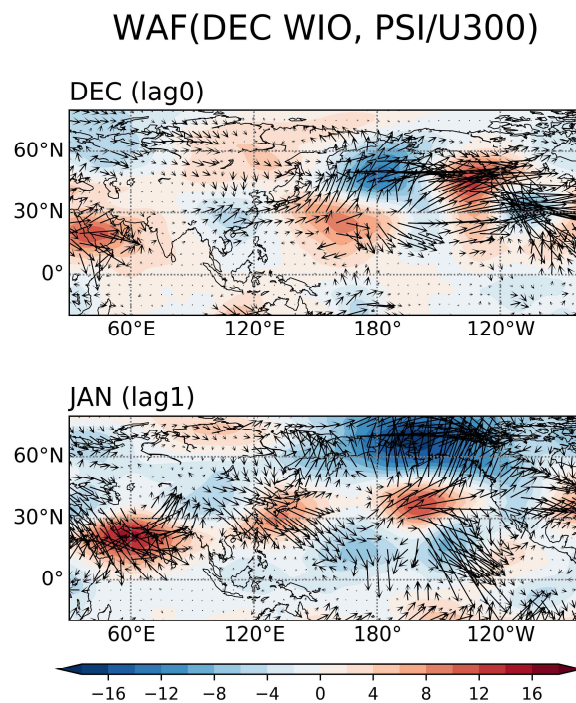 WAF(DEC WIO, PSI/U300)
DEC (lag0)
60°N
30°N
0°
60°E 120°E 180° 120°W
JAN (lag1)
60°N
30°N
0°
60°E 120°E 180° 120°W
−16 −12 −8 −4 0 4 8 12 16